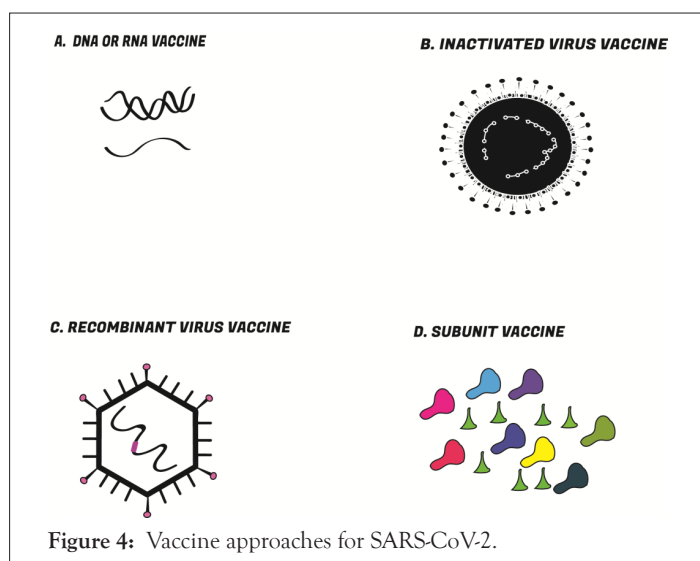 A. DNA OR RNA VACCINE
B. INACTIVATED VIRUS VACCINE
C. RECOMBINANT VIRUS VACCINE
D. SUBUNIT VACCINE
Figure 4: Vaccine approaches for SARS-CoV-2.